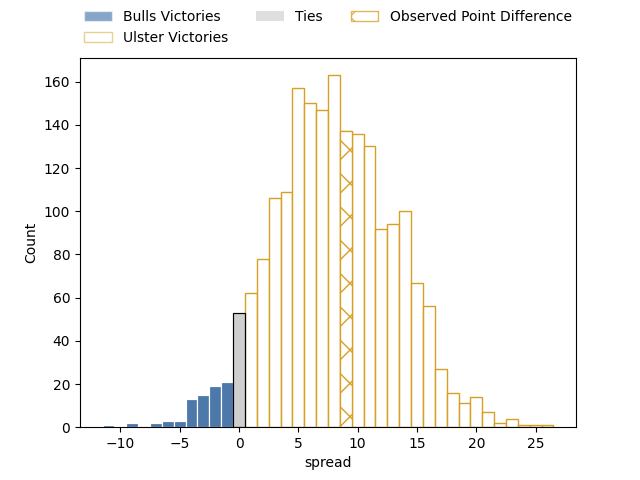 Bulls Victories
Ties
Observed Point Difference
Ulster Victories
160
140
120
100
80
60
40
20
0
−10
−5
0
5
10
15
20
25
Count
spread